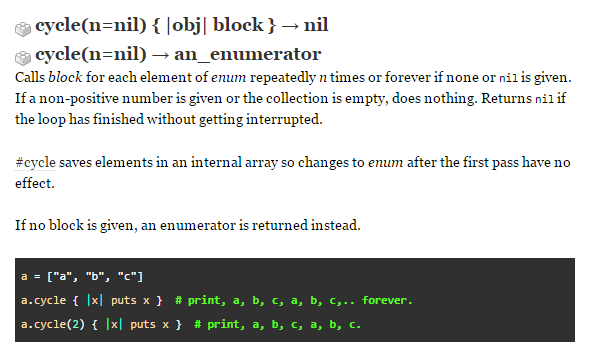 cycle(n=nil) { |obj| block } → nil
cycle(n=nil) → an_enumerator
Calls block for each element of enum repeatedly n times or forever if none or nil is given.
If a non-positive number is given or the collection is empty, does nothing. Returns nil if
the loop has finished without getting interrupted.
#cycle saves elements in an internal array so changes to enum after the first pass have no
effect.
If no block is given, an enumerator is returned instead.
a = ["a", "b", "c"]
a.cycle { |x| puts x }  # print, a, b, c, a, b, c,.. forever.
a.cycle(2) { |x| puts x }  # print, a, b, c, a, b, c.